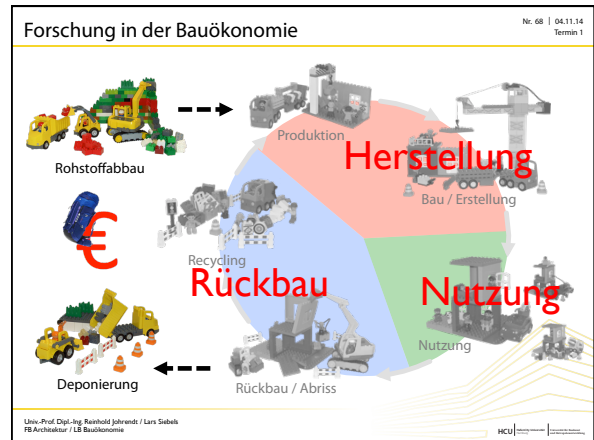 Forschung in der Bauökonomie
Nr. 68 | 04.11.14
Termin 1
Rohstoffabbau
Produktion
Herstellung
Bau / Erstellung
€
Recycling
Rückbau
Nutzung
Nutzung
Deponierung
Rückbau / Abriss
Univ.-Prof. Dipl.-Ing. Reinhold Johrendt / Lars Siebels
FB Architektur / LB Bauökonomie
HCU